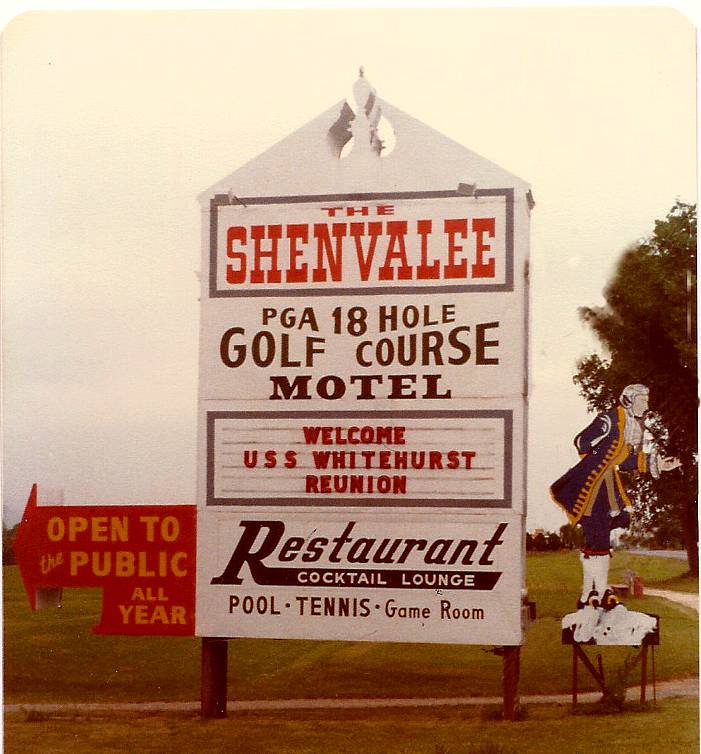 THE
SHENVALEE
PGA 18 HOLE
GOLF COURSE
MOTEL
WELCOME
USS WHITEHURST
REUNION
OPEN TO
the PUBLIC
ALL
YEAR
Restaurant
COCKTAIL LOUNGE
POOL · TENNIS · Game Room